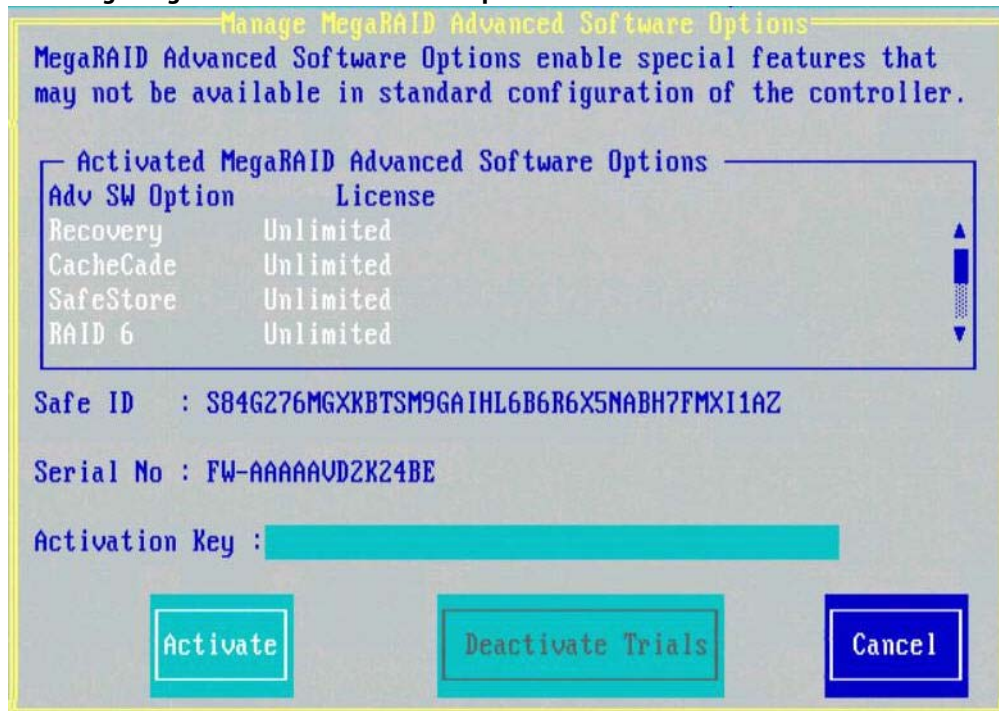 Manage MegaRAID Advanced Software Options
MegaRAID Advanced Software Options enable special features that
may not be available in standard configuration of the controller.
Activated MegaRAID Advanced Software Options
Adv SW Option License
Recovery Unlimited
CacheCade Unlimited
SafeStore Unlimited
RAID 6 Unlimited
Safe ID : S84G276MGXKBTSM9GAIHL6B6R6X5NABH7FMXI1AZ
Serial No : FW-AAAAAVD2K24BE
Activation Key :
Activate Deactivate Trials Cancel